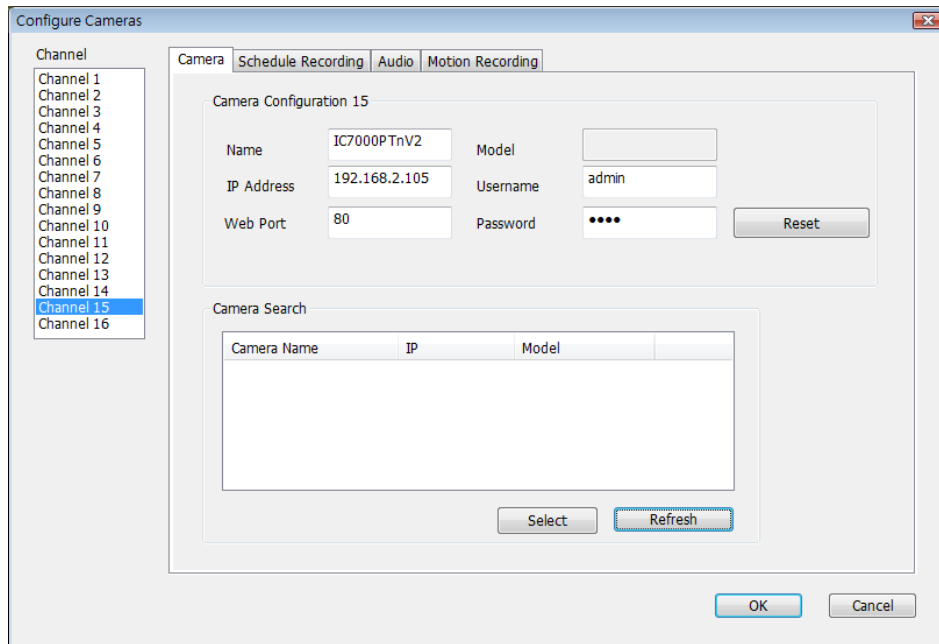 Configure Cameras
Channel
Channel 1
Channel 2
Channel 3
Channel 4
Channel 5
Channel 6
Channel 7
Channel 8
Channel 9
Channel 10
Channel 11
Channel 12
Channel 13
Channel 14
Channel 15
Channel 16
Camera Schedule Recording Audio Motion Recording
Camera Configuration 15
Name IC7000PTnV2 Model
IP Address 192.168.2.105 Username admin
Web Port 80 Password •••• Reset
Camera Search
Camera Name IP Model
Select Refresh
OK Cancel